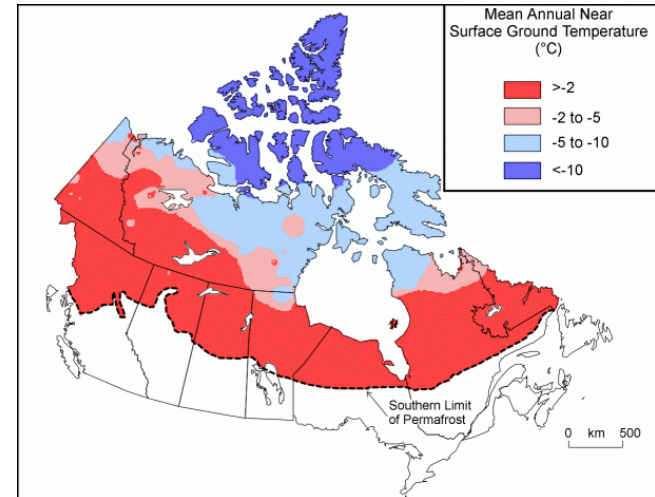 Mean Annual Near
Surface Ground Temperature
(°C)
>-2
-2 to -5
-5 to -10
<-10
Southern Limit
of Permafrost
0 km 500